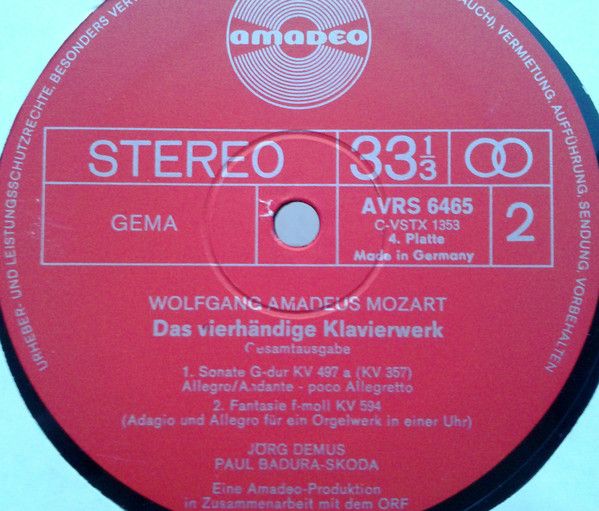 amadeo
URHEBER- UND LEISTUNGSSCHUTZRECHTE, BESONDERS VER
AUCH), VERMIETUNG, AUFFÜHRUNG, SENDUNG, VORBEHALTEN
STEREO
33 1/3
GEMA
AVRS 6465
C-VSTX 1353
4. Platte
Made in Germany
2
WOLFGANG AMADEUS MOZART
Das vierhändige Klavierwerk
Gesamtausgabe
1. Sonate G-dur KV 497 a (KV 357)
Allegro/Andante - poco Allegretto
2. Fantasie f-moll KV 594
(Adagio und Allegro für ein Orgelwerk in einer Uhr)
JÖRG DEMUS
PAUL BADURA-SKODA
Eine Amadeo-Produktion
in Zusammenarbeit mit dem ORF